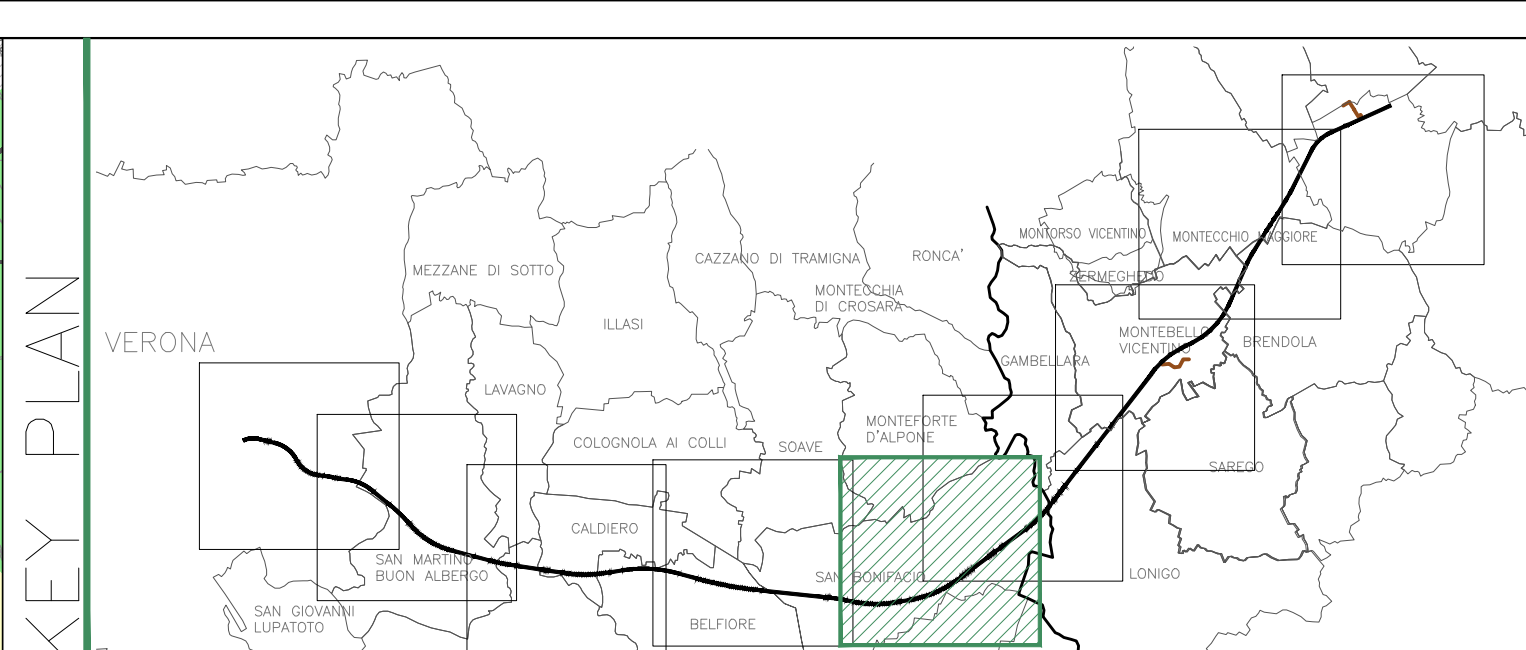 KEY PLAN
VERONA
MEZZANE DI SOTTO
CAZZANO DI TRAMIGNA
RONCA'
MONTORSO VICENTINO
MONTECCHIO MAGGIORE
ZERMEGHEDO
MONTECCHIA
DI CROSARA
ILLASI
MONTEBELLO
VICENTINO
BRENDOLA
GAMBELLARA
LAVAGNO
MONTEFORTE
D'ALPONE
COLOGNOLA AI COLLI
SOAVE
SAREGO
CALDIERO
SAN MARTINO
BUON ALBERGO
SAN BONIFACIO
LONIGO
SAN GIOVANNI
LUPATOTO
BELFIORE